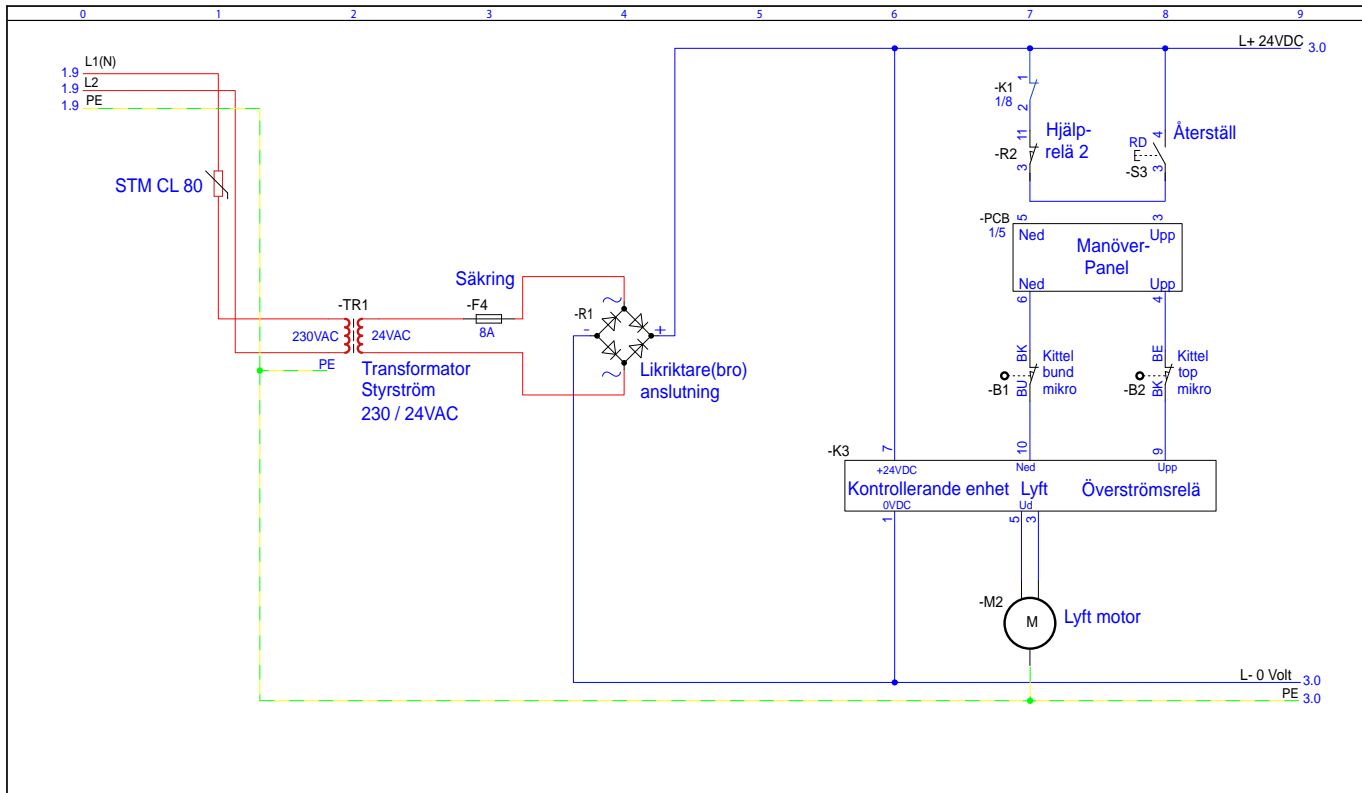 0 1 2 3 4 5 6 7 8 9
L+ 24VDC 3.0
1.9 L1(N)
1.9 L2
1.9 PE
STM CL 80
-TR1
230VAC 24VAC
PE
Transformator
Styrström
230 / 24VAC
Säkring
-F4
8A
-R1
- +
Likriktare(bro)
anslutning
-K1
1/8
1
2
11
-R2
3
Hjälp-
relä 2
4
RD
-S3
3
Återställ
-PCB
1/5
5 3
Ned Upp
Manöver-
Panel
Ned Upp
6 4
BK
-B1
BU
Kittel
bund
mikro
BE
-B2
BK
Kittel
top
mikro
-K3
7 10 9
+24VDC Ned Upp
Kontrollerande enhet Lyft Överströmsrelä
0VDC Ud
1 5 3
-M2
M
Lyft motor
L- 0 Volt 3.0
PE 3.0